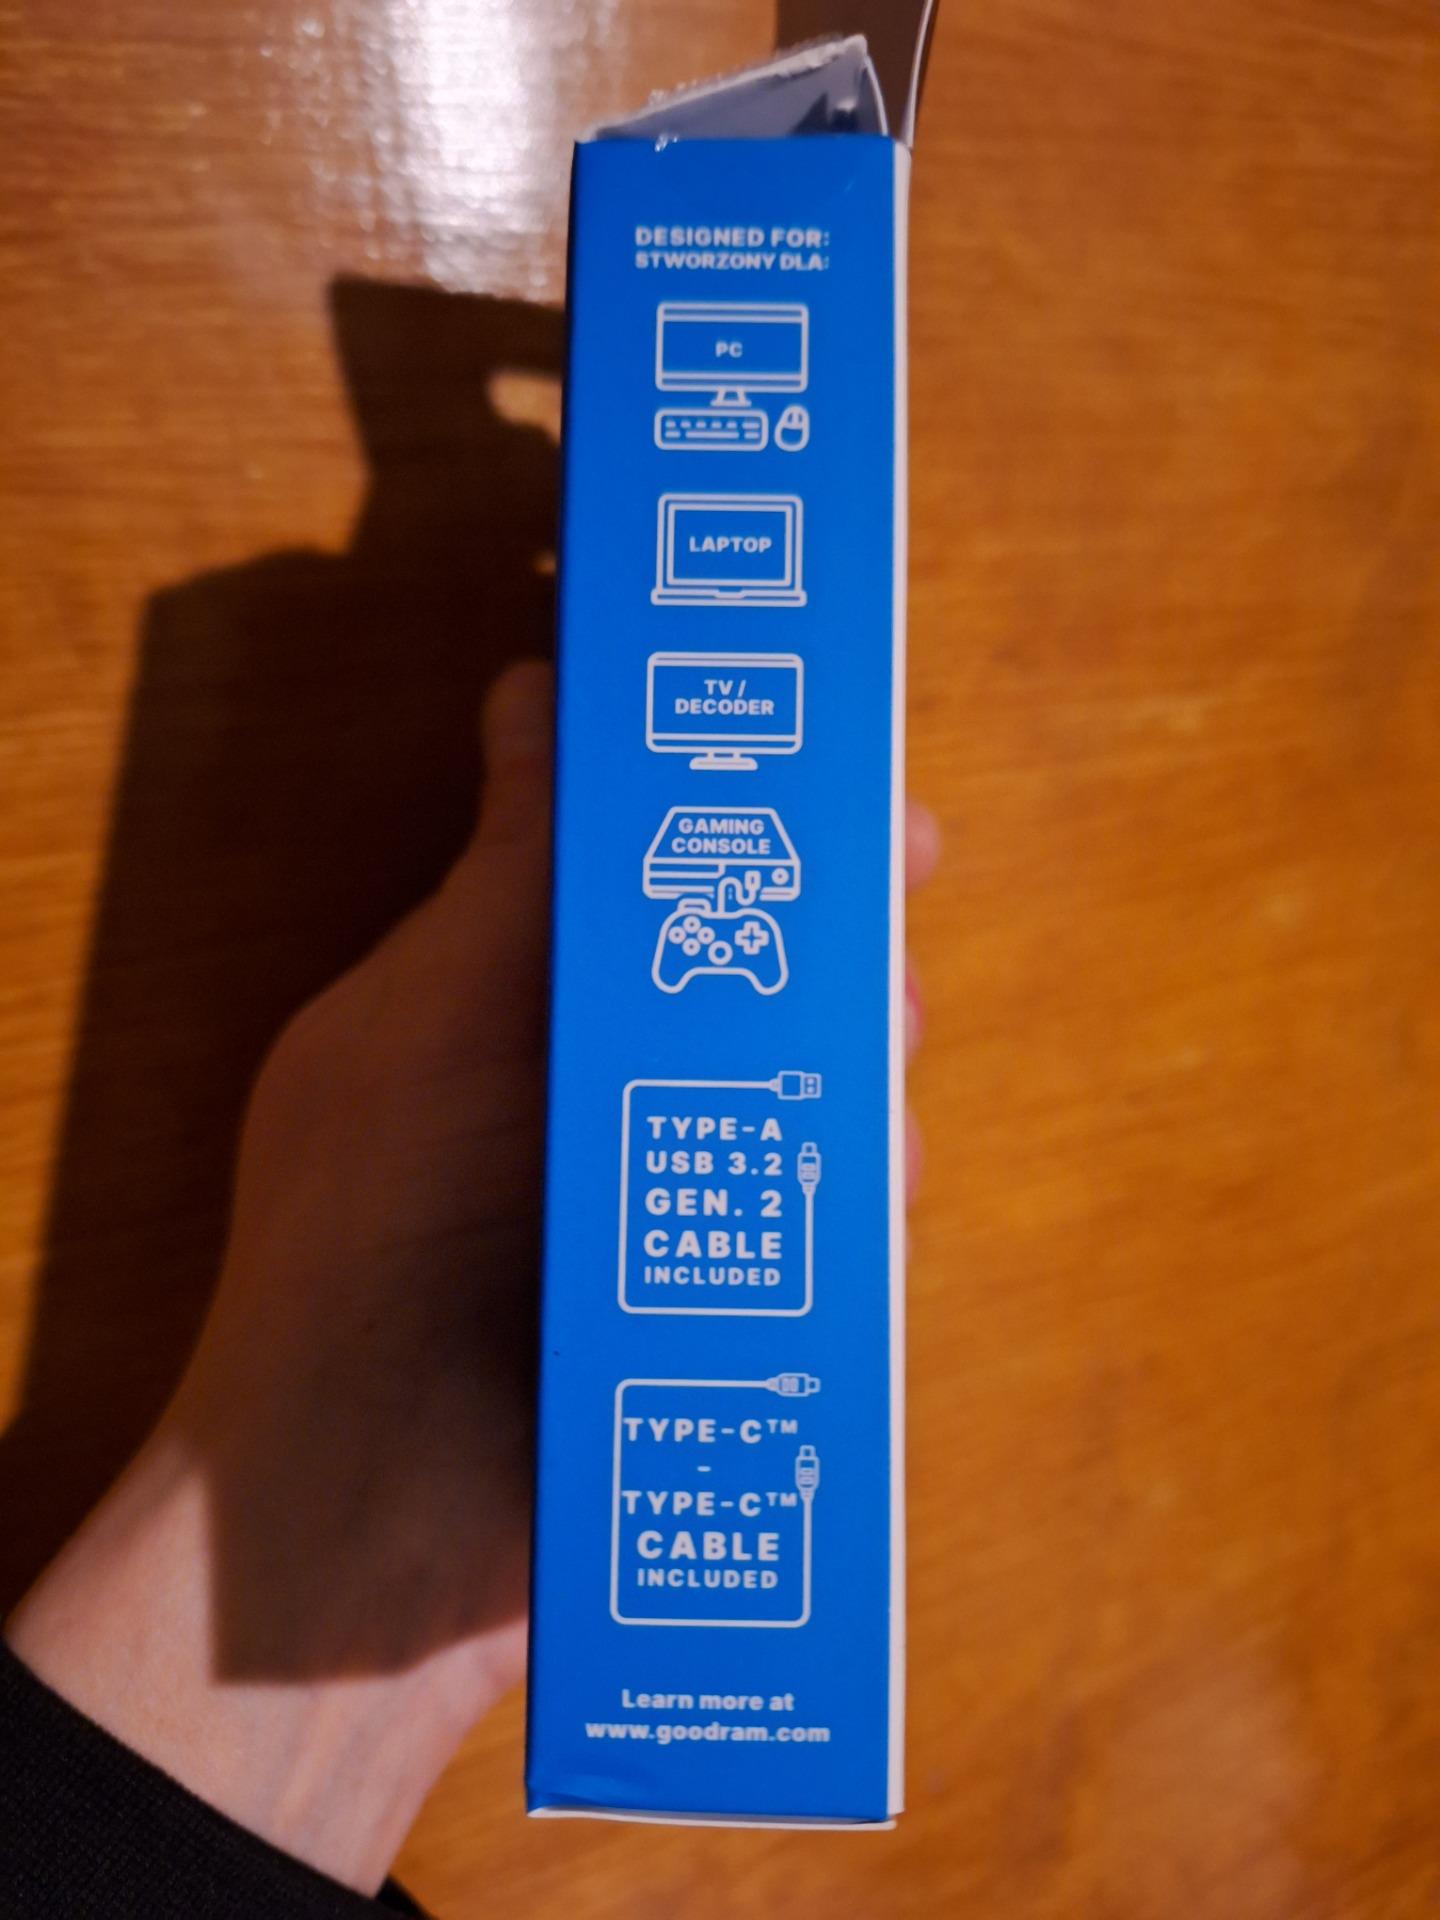 DESIGNED FOR:
STWORZONY DLA:
PC
LAPTOP
TV /
DECODER
GAMING
CONSOLE
TYPE-A
USB 3.2
GEN. 2
CABLE
INCLUDED
TYPE-C™
-
TYPE-C™
CABLE
INCLUDED
Learn more at
www.goodram.com